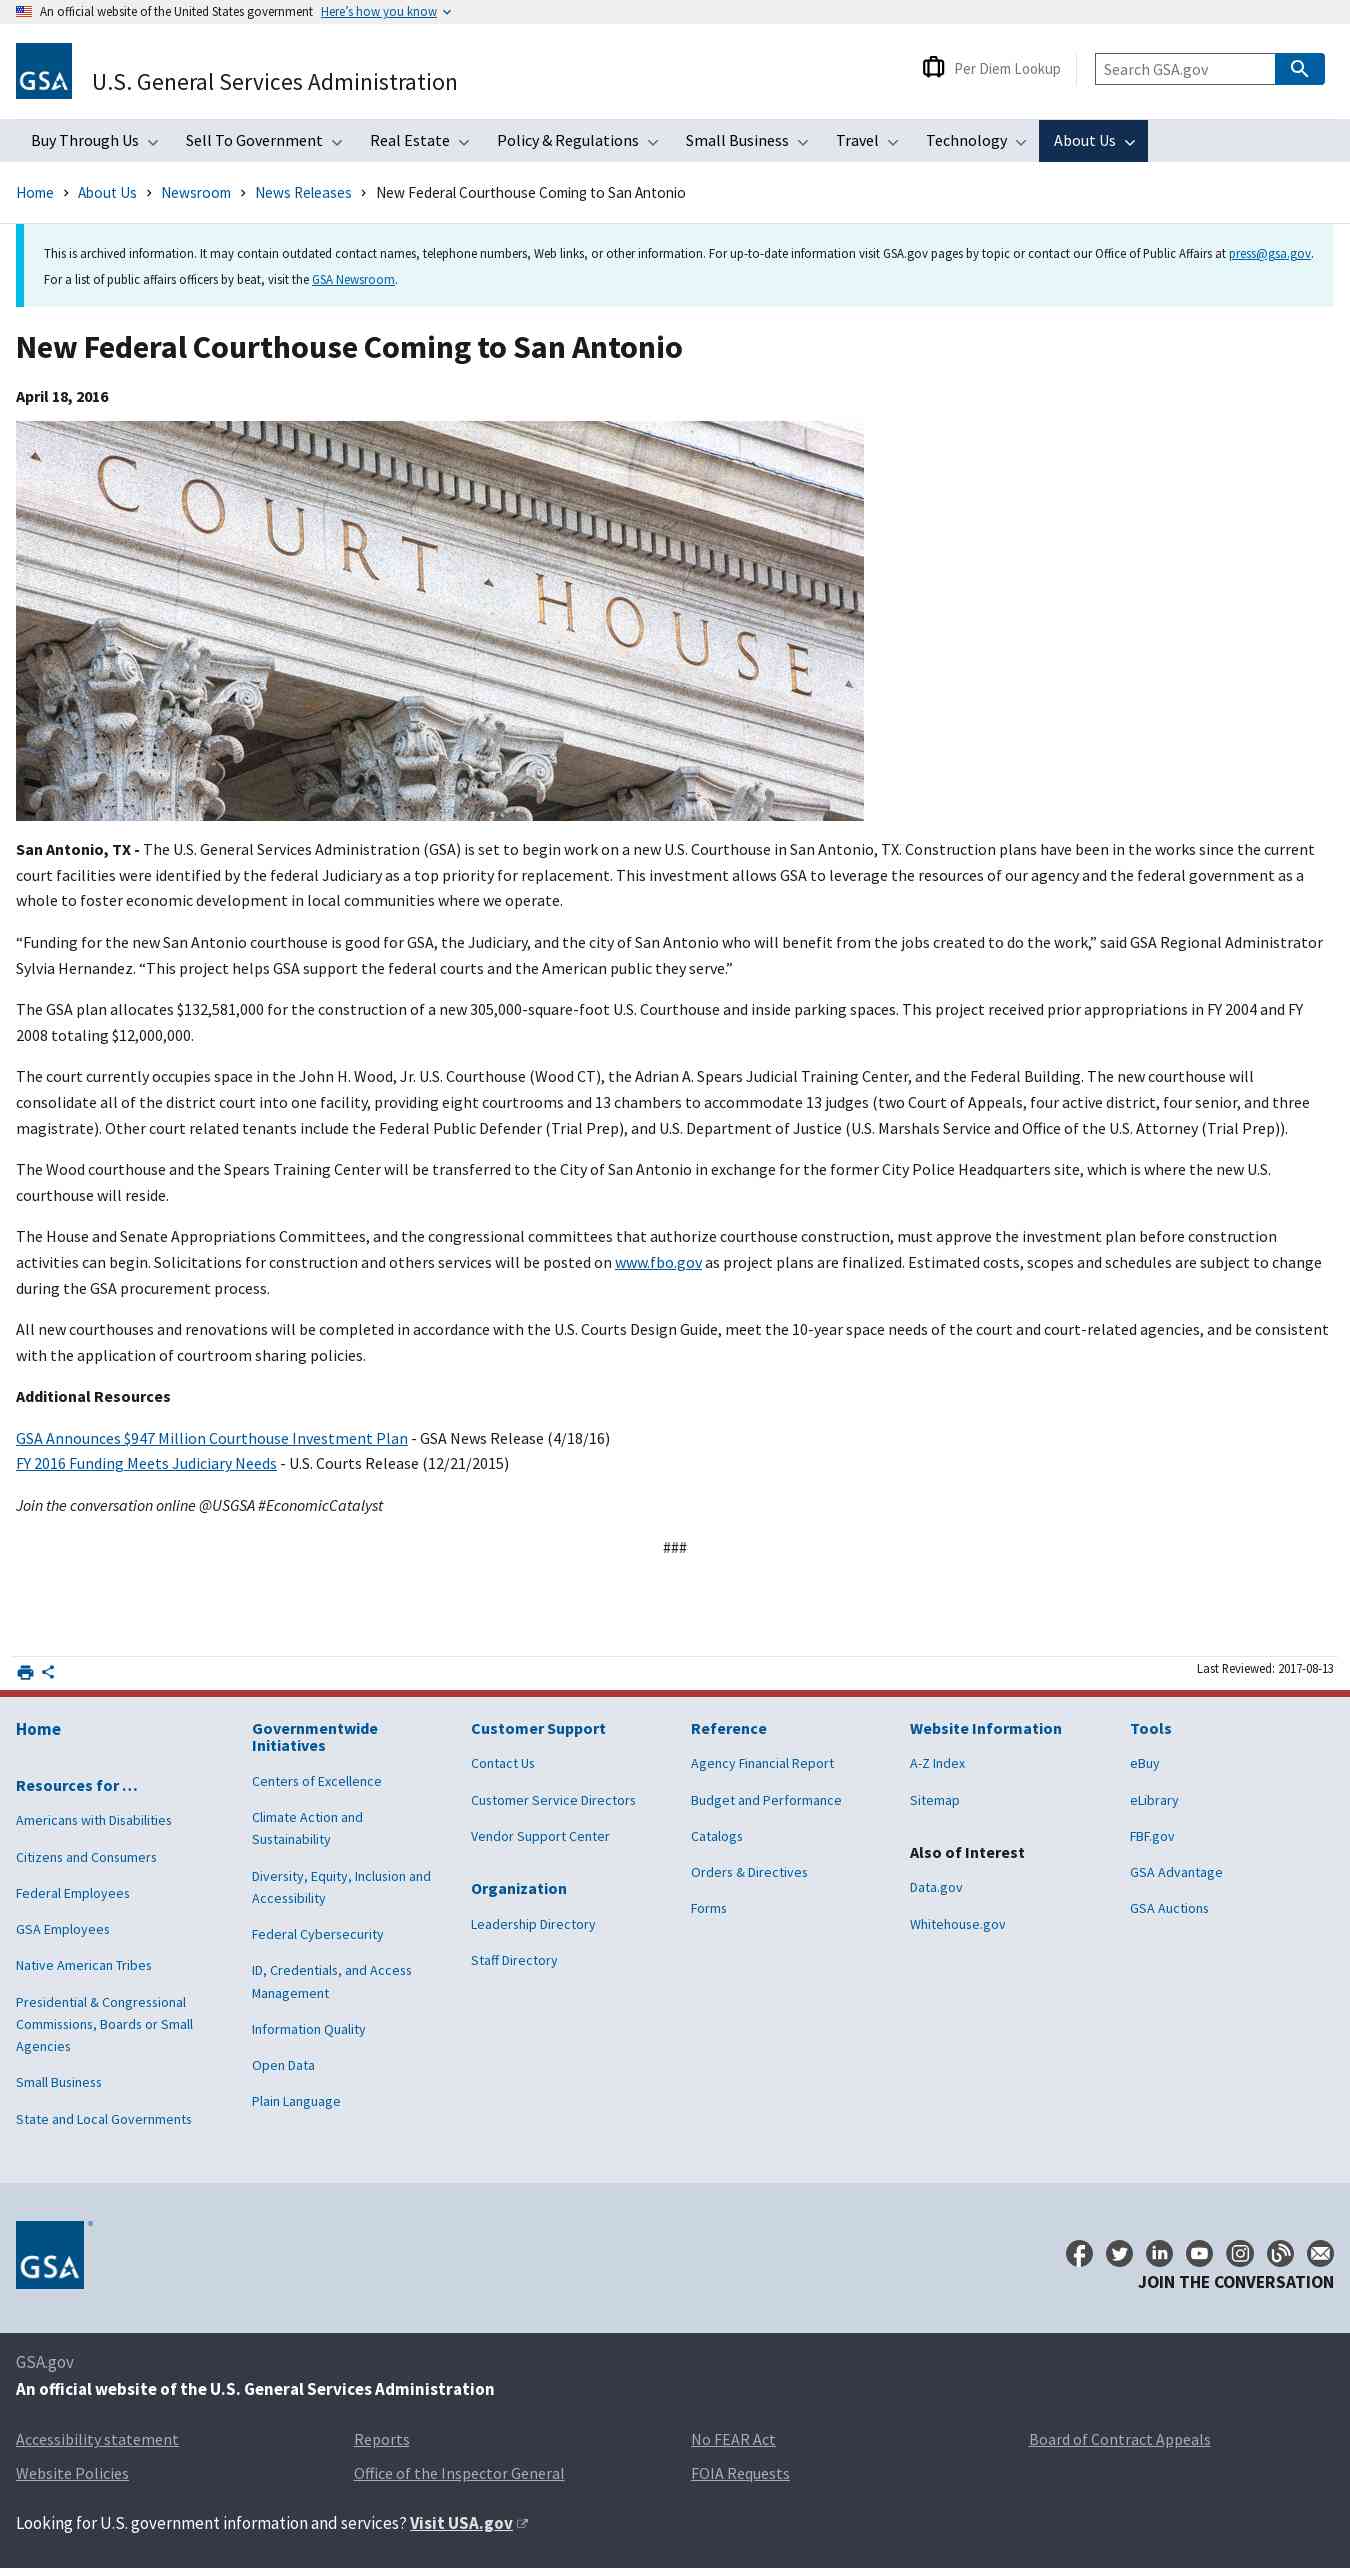 An official website of the United States government Here's how you know
GSA
U.S. General Services Administration
Per Diem Lookup
Search GSA.gov
Buy Through Us
Sell To Government
Real Estate
Policy & Regulations
Small Business
Travel
Technology
About Us
Home > About Us > Newsroom > News Releases > New Federal Courthouse Coming to San Antonio
This is archived information. It may contain outdated contact names, telephone numbers, Web links, or other information. For up-to-date information visit GSA.gov pages by topic or contact our Office of Public Affairs at press@gsa.gov.
For a list of public affairs officers by beat, visit the GSA Newsroom.
New Federal Courthouse Coming to San Antonio
April 18, 2016
COURT HOUSE
San Antonio, TX - The U.S. General Services Administration (GSA) is set to begin work on a new U.S. Courthouse in San Antonio, TX. Construction plans have been in the works since the current
court facilities were identified by the federal Judiciary as a top priority for replacement. This investment allows GSA to leverage the resources of our agency and the federal government as a
whole to foster economic development in local communities where we operate.
“Funding for the new San Antonio courthouse is good for GSA, the Judiciary, and the city of San Antonio who will benefit from the jobs created to do the work,” said GSA Regional Administrator
Sylvia Hernandez. “This project helps GSA support the federal courts and the American public they serve.”
The GSA plan allocates $132,581,000 for the construction of a new 305,000-square-foot U.S. Courthouse and inside parking spaces. This project received prior appropriations in FY 2004 and FY
2008 totaling $12,000,000.
The court currently occupies space in the John H. Wood, Jr. U.S. Courthouse (Wood CT), the Adrian A. Spears Judicial Training Center, and the Federal Building. The new courthouse will
consolidate all of the district court into one facility, providing eight courtrooms and 13 chambers to accommodate 13 judges (two Court of Appeals, four active district, four senior, and three
magistrate). Other court related tenants include the Federal Public Defender (Trial Prep), and U.S. Department of Justice (U.S. Marshals Service and Office of the U.S. Attorney (Trial Prep)).
The Wood courthouse and the Spears Training Center will be transferred to the City of San Antonio in exchange for the former City Police Headquarters site, which is where the new U.S.
courthouse will reside.
The House and Senate Appropriations Committees, and the congressional committees that authorize courthouse construction, must approve the investment plan before construction
activities can begin. Solicitations for construction and others services will be posted on www.fbo.gov as project plans are finalized. Estimated costs, scopes and schedules are subject to change
during the GSA procurement process.
All new courthouses and renovations will be completed in accordance with the U.S. Courts Design Guide, meet the 10-year space needs of the court and court-related agencies, and be consistent
with the application of courtroom sharing policies.
Additional Resources
GSA Announces $947 Million Courthouse Investment Plan - GSA News Release (4/18/16)
FY 2016 Funding Meets Judiciary Needs - U.S. Courts Release (12/21/2015)
Join the conversation online @USGSA #EconomicCatalyst
###
Last Reviewed: 2017-08-13
Home
Resources for …
Americans with Disabilities
Citizens and Consumers
Federal Employees
GSA Employees
Native American Tribes
Presidential & Congressional
Commissions, Boards or Small
Agencies
Small Business
State and Local Governments
Governmentwide
Initiatives
Centers of Excellence
Climate Action and
Sustainability
Diversity, Equity, Inclusion and
Accessibility
Federal Cybersecurity
ID, Credentials, and Access
Management
Information Quality
Open Data
Plain Language
Customer Support
Contact Us
Customer Service Directors
Vendor Support Center
Organization
Leadership Directory
Staff Directory
Reference
Agency Financial Report
Budget and Performance
Catalogs
Orders & Directives
Forms
Website Information
A-Z Index
Sitemap
Also of Interest
Data.gov
Whitehouse.gov
Tools
eBuy
eLibrary
FBF.gov
GSA Advantage
GSA Auctions
GSA
JOIN THE CONVERSATION
GSA.gov
An official website of the U.S. General Services Administration
Accessibility statement
Reports
No FEAR Act
Board of Contract Appeals
Website Policies
Office of the Inspector General
FOIA Requests
Looking for U.S. government information and services? Visit USA.gov